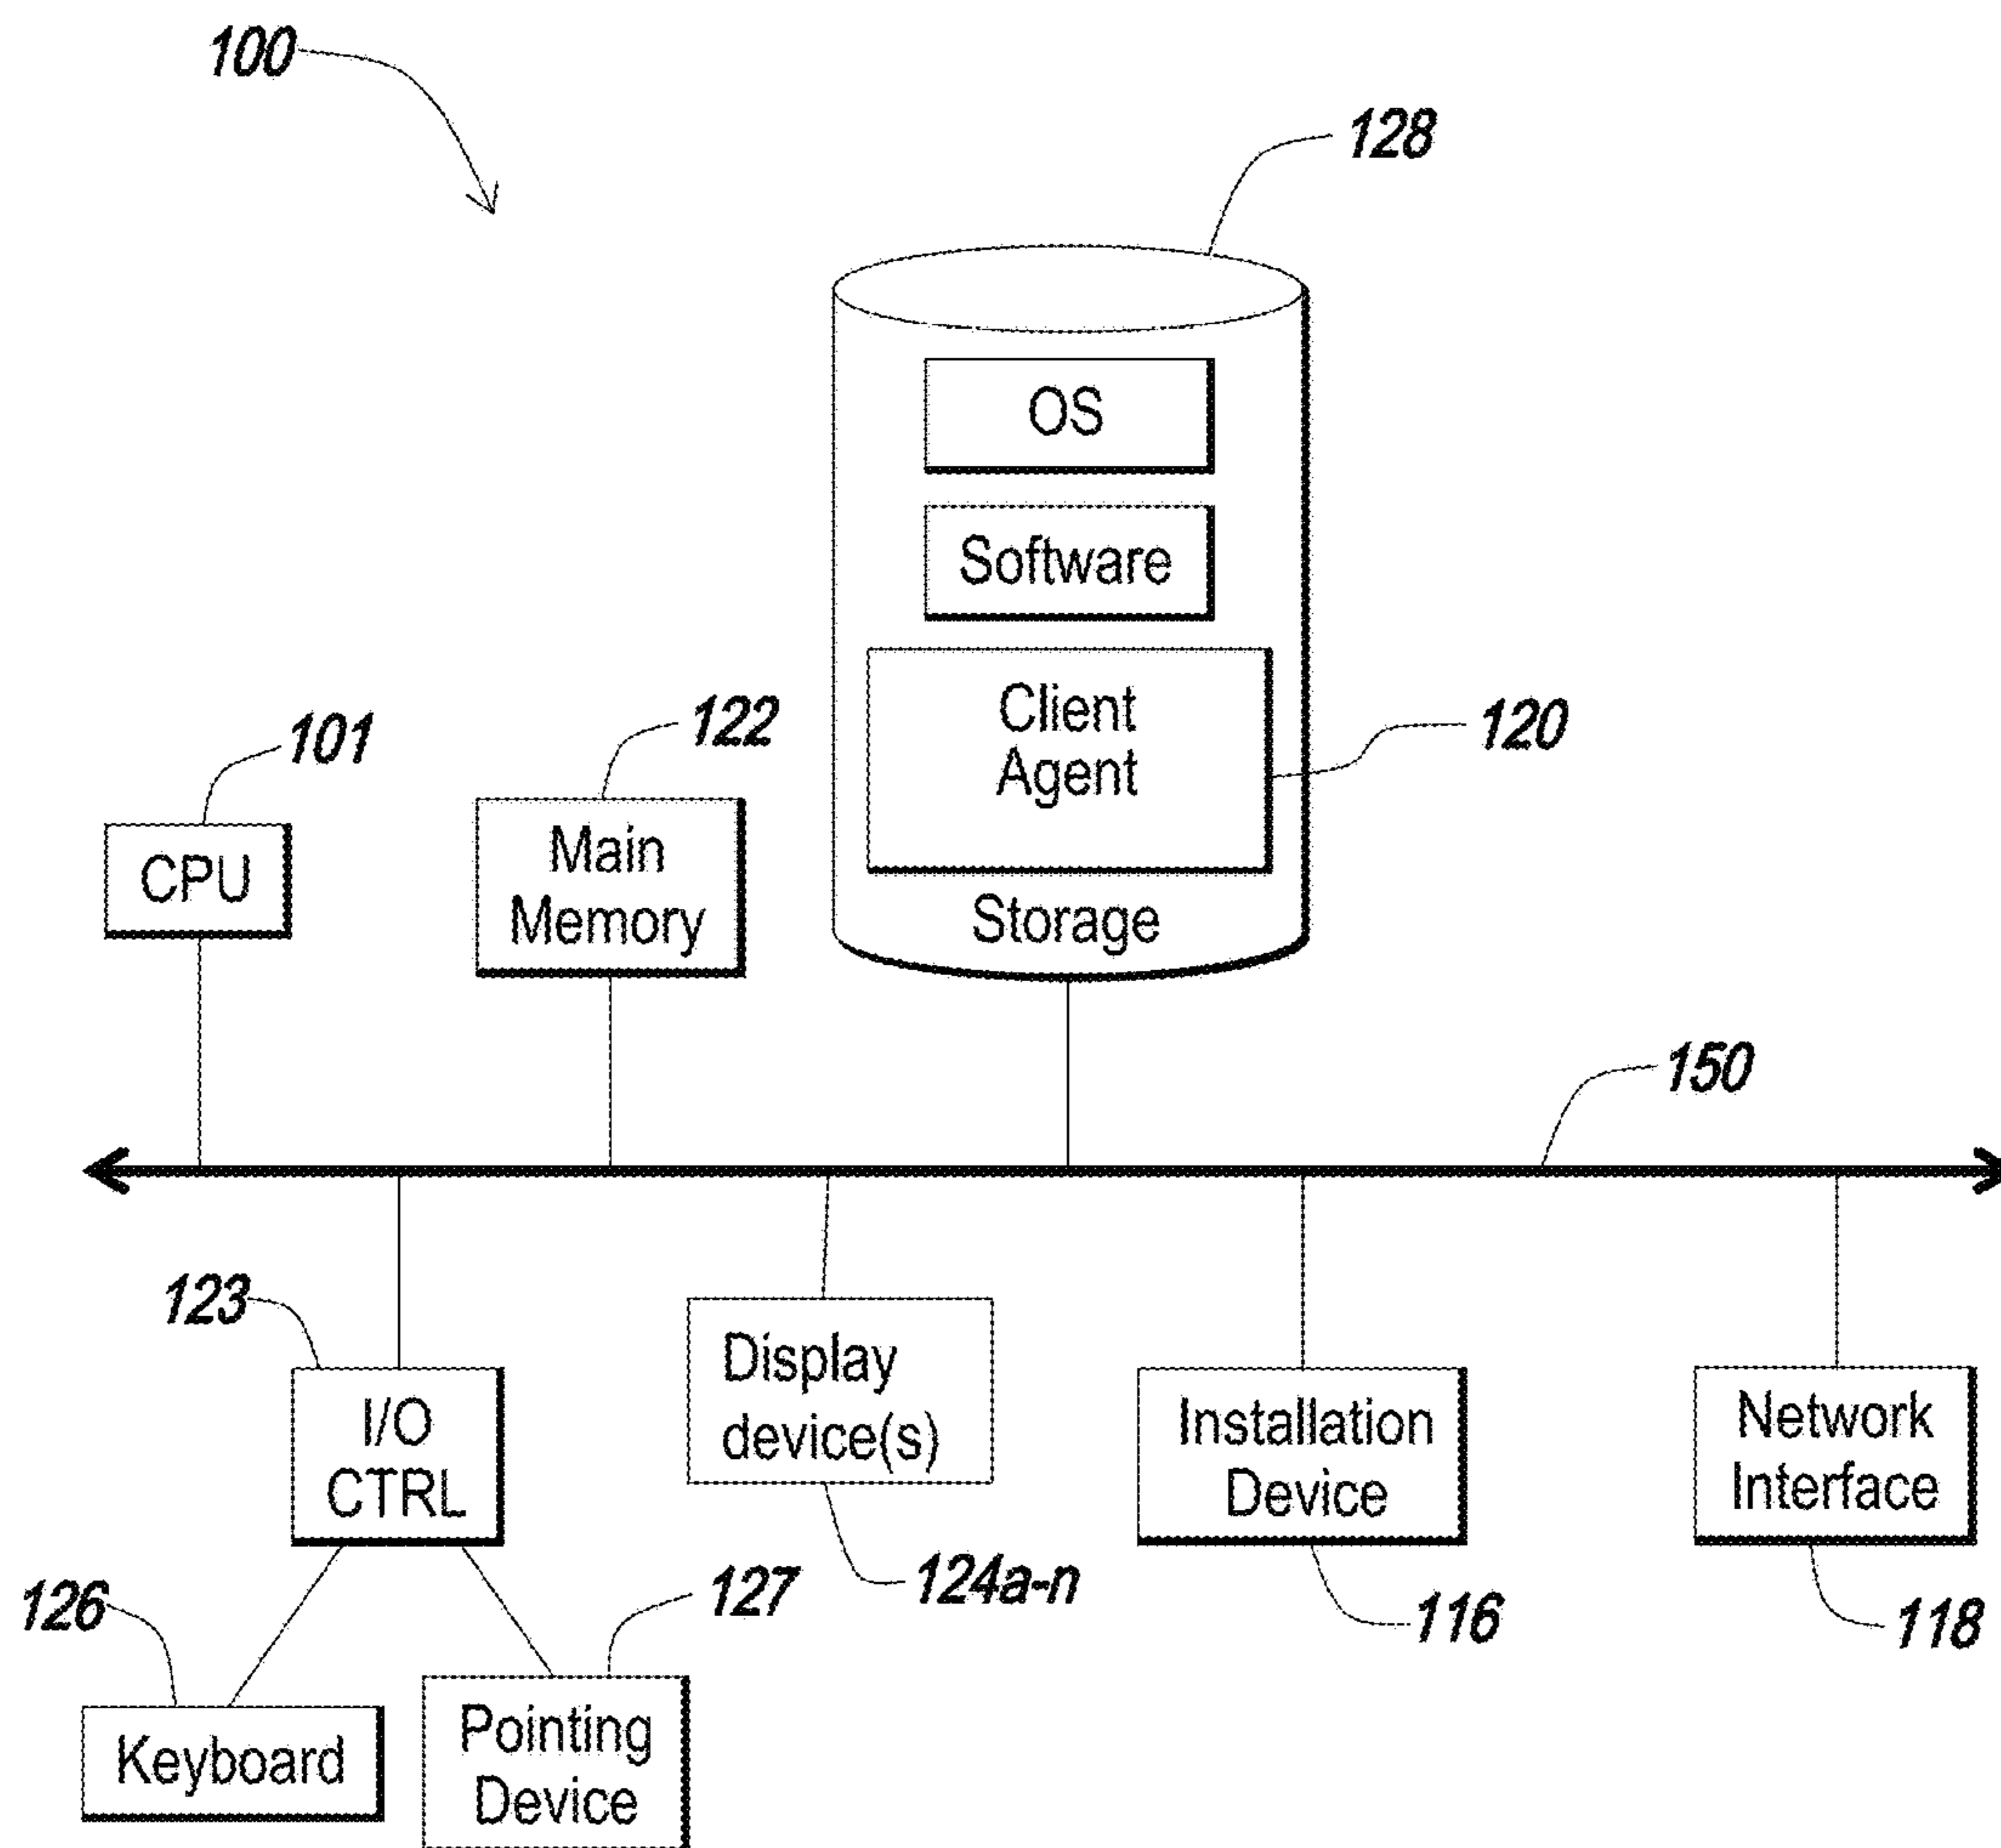 100
128
OS
Software
Client
Agent
120
Storage
101
CPU
122
Main
Memory
150
123
I/O
CTRL
Display
device(s)
124a-n
Installation
Device
116
Network
Interface
118
126
Keyboard
127
Pointing
Device